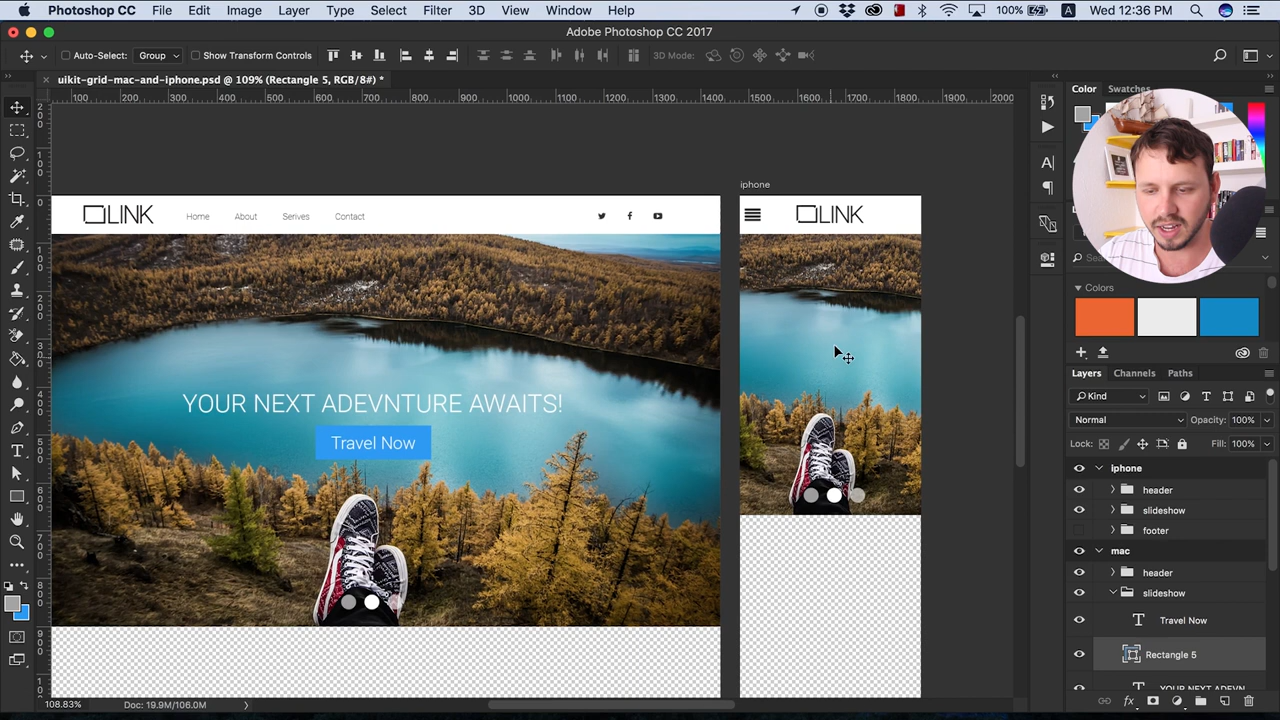 Photoshop CC File Edit Image Layer Type Select Filter 3D View Window Help 100% A Wed 12:36 PM
Adobe Photoshop CC 2017
Auto-Select: Group Show Transform Controls 3D Mode:
uikit-grid-mac-and-iphone.psd @ 109% (Rectangle 5, RGB/8#) *
Color Swatches
100 200 300 400 500 600 700 800 900 1000 1100 1200 1300 1400 1500 1600 1700 1800 1900 2000
iphone
LINK Home About Serives Contact
LINK
Colors
YOUR NEXT ADEVNTURE AWAITS!
Travel Now
Layers Channels Paths
Kind
Normal Opacity: 100%
Lock: Fill: 100%
iphone
header
slideshow
footer
mac
header
slideshow
T Travel Now
Rectangle 5
T YOUR NEXT ADEVN
108.83% Doc: 19.9M/106.0M